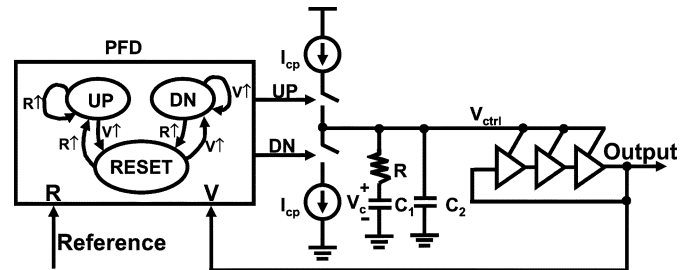 PFD
I_cp
UP
DN
R↑
V↑
R↑
V↑
UP
R↑
V↑
V_ctrl
RESET
DN
Output
R
V
R
I_cp
V_c
+
–
C_1
C_2
Reference